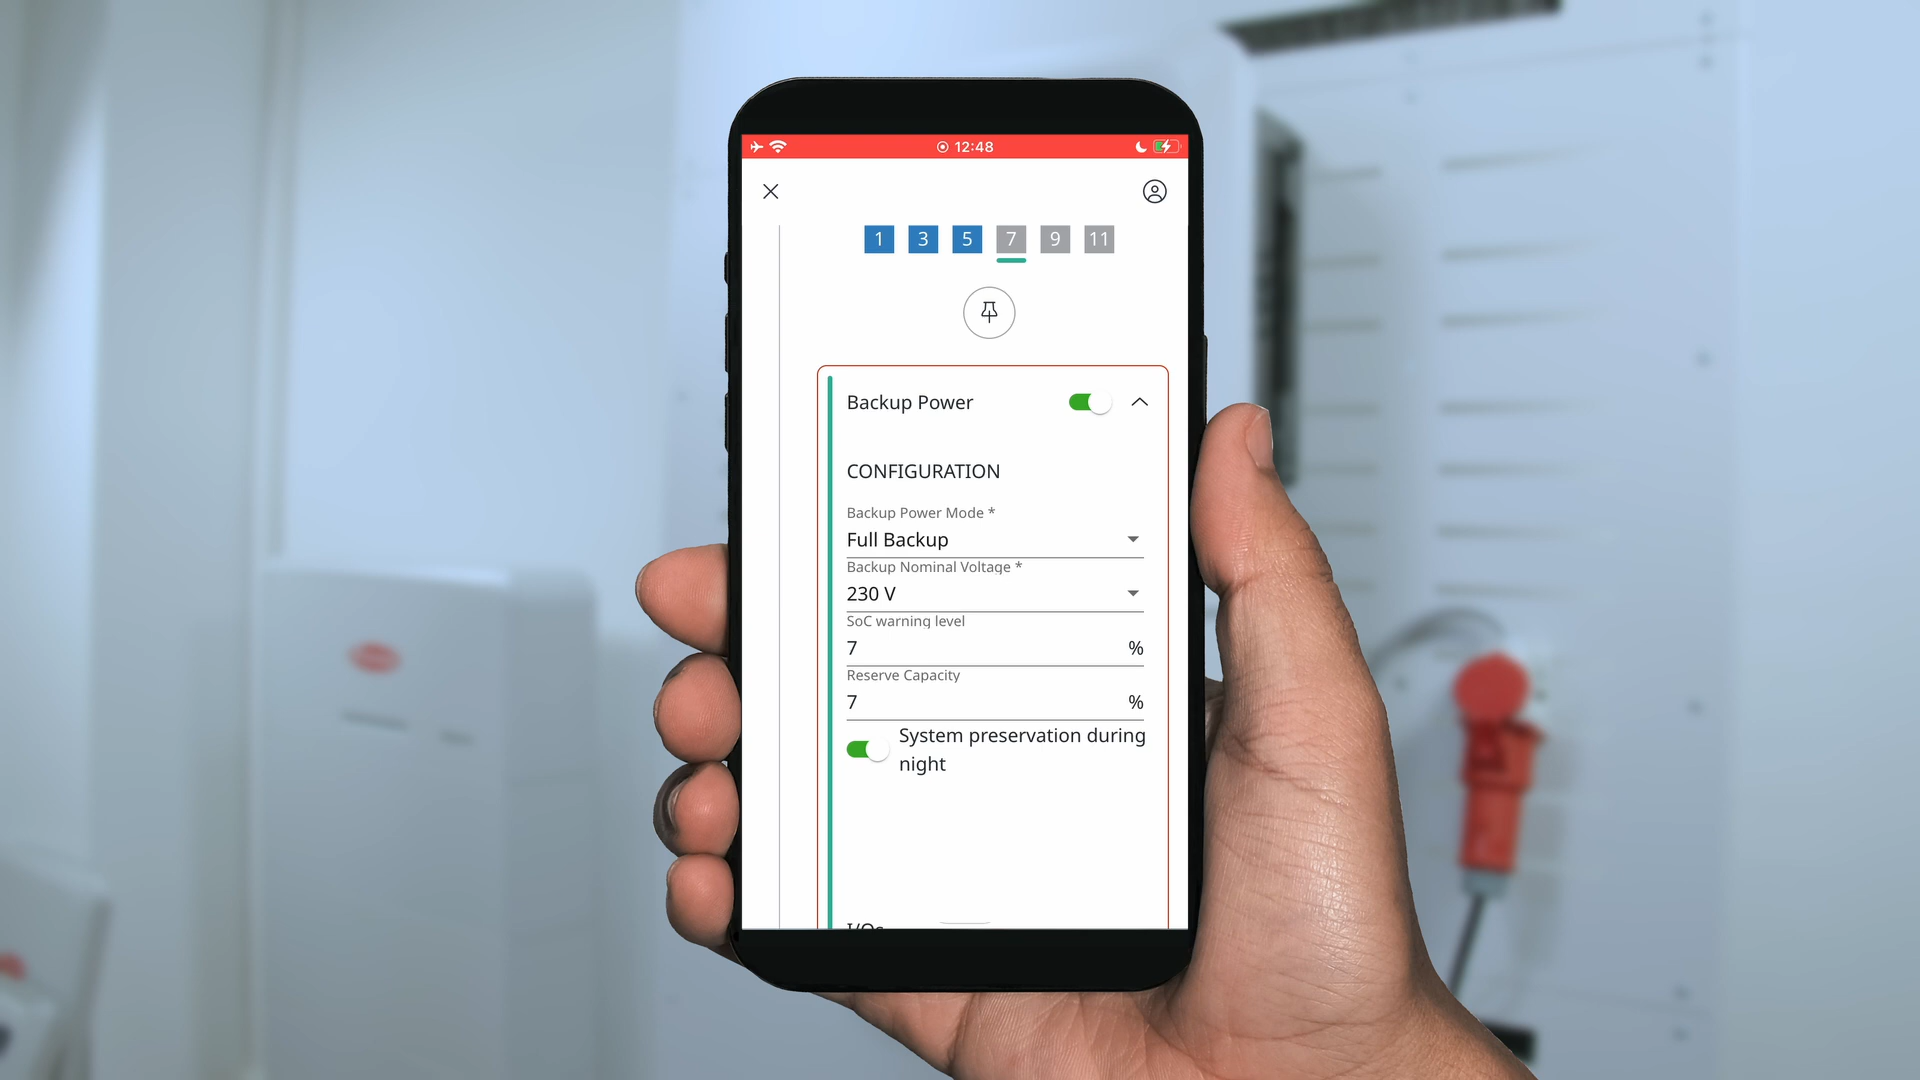 12:48
1 3 5 7 9 11
Backup Power
CONFIGURATION
Backup Power Mode *
Full Backup
Backup Nominal Voltage *
230 V
SoC warning level
7 %
Reserve Capacity
7 %
System preservation during
night
I/Os